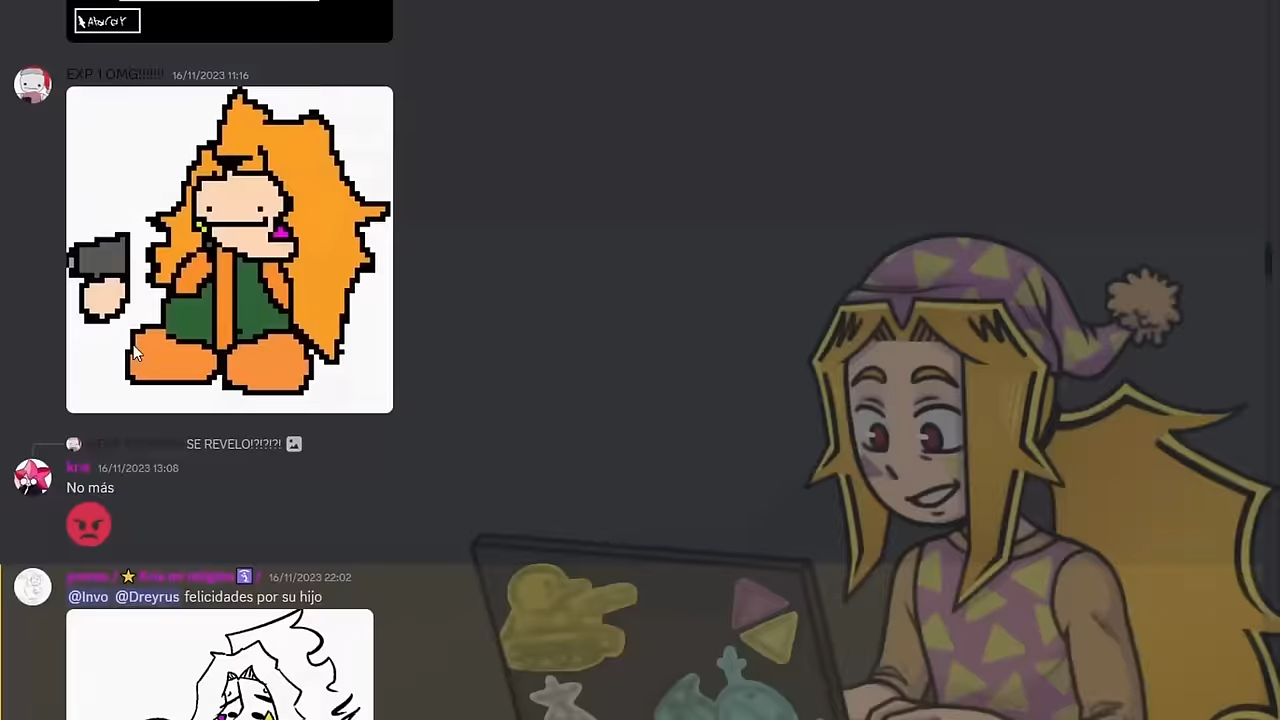 EXP ! OMG!!!!!!! 16/11/2023 11:16
SE REVELO!?!?!?!
kris 16/11/2023 13:08
No más
16/11/2023 22:02
@Invo @Dreyrus felicidades por su hijo